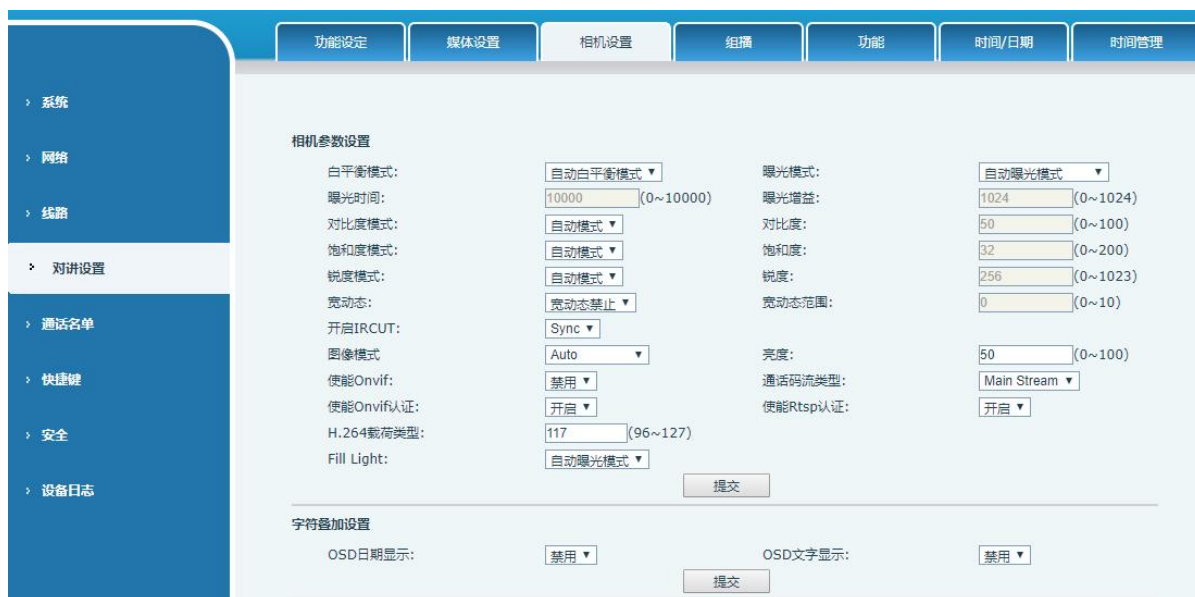 功能设定 媒体设置 相机设置 组播 功能 时间/日期 时间管理
› 系统
› 网络
› 线路
› 对讲设置
› 通话名单
› 快捷键
› 安全
› 设备日志
相机参数设置
白平衡模式: 自动白平衡模式 曝光模式: 自动曝光模式
曝光时间: 10000 (0~10000) 曝光增益: 1024 (0~1024)
对比度模式: 自动模式 对比度: 50 (0~100)
饱和度模式: 自动模式 饱和度: 32 (0~200)
锐度模式: 自动模式 锐度: 256 (0~1023)
宽动态: 宽动态禁止 宽动态范围: 0 (0~10)
开启IRCUT: Sync
图像模式 Auto 亮度: 50 (0~100)
使能Onvif: 禁用 通话码流类型: Main Stream
使能Onvif认证: 开启 使能Rtsp认证: 开启
H.264载荷类型: 117 (96~127)
Fill Light: 自动曝光模式
提交
字符叠加设置
OSD日期显示: 禁用 OSD文字显示: 禁用
提交